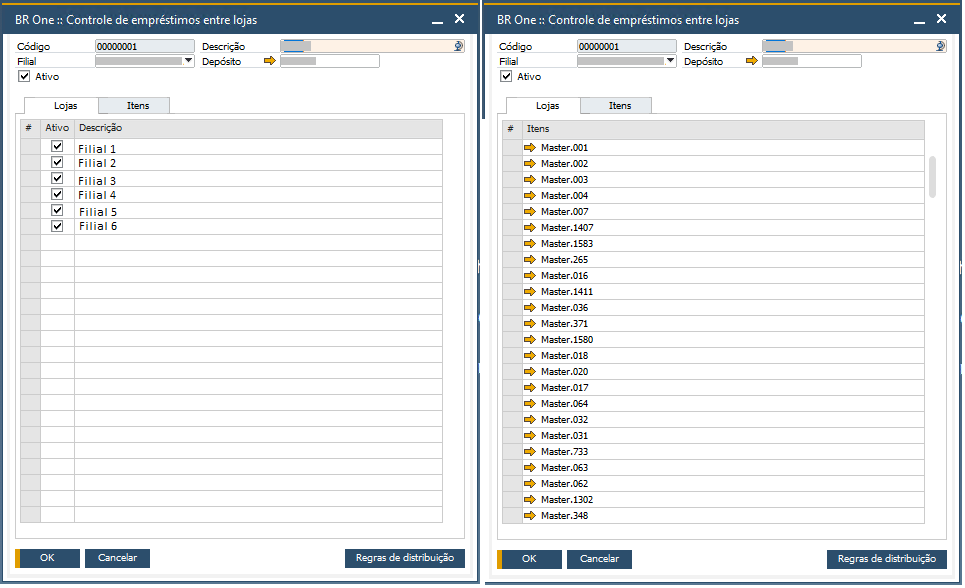 BR One :: Controle de empréstimos entre lojas
Código 00000001 Descrição
Filial Depósito
Ativo
Lojas Itens
# Ativo Descrição
Filial 1
Filial 2
Filial 3
Filial 4
Filial 5
Filial 6
OK Cancelar Regras de distribuição
BR One :: Controle de empréstimos entre lojas
Código 00000001 Descrição
Filial Depósito
Ativo
Lojas Itens
# Itens
Master.001
Master.002
Master.003
Master.004
Master.007
Master.1407
Master.1583
Master.265
Master.016
Master.1411
Master.036
Master.371
Master.1580
Master.018
Master.020
Master.017
Master.064
Master.032
Master.031
Master.733
Master.063
Master.062
Master.1302
Master.348
OK Cancelar Regras de distribuição